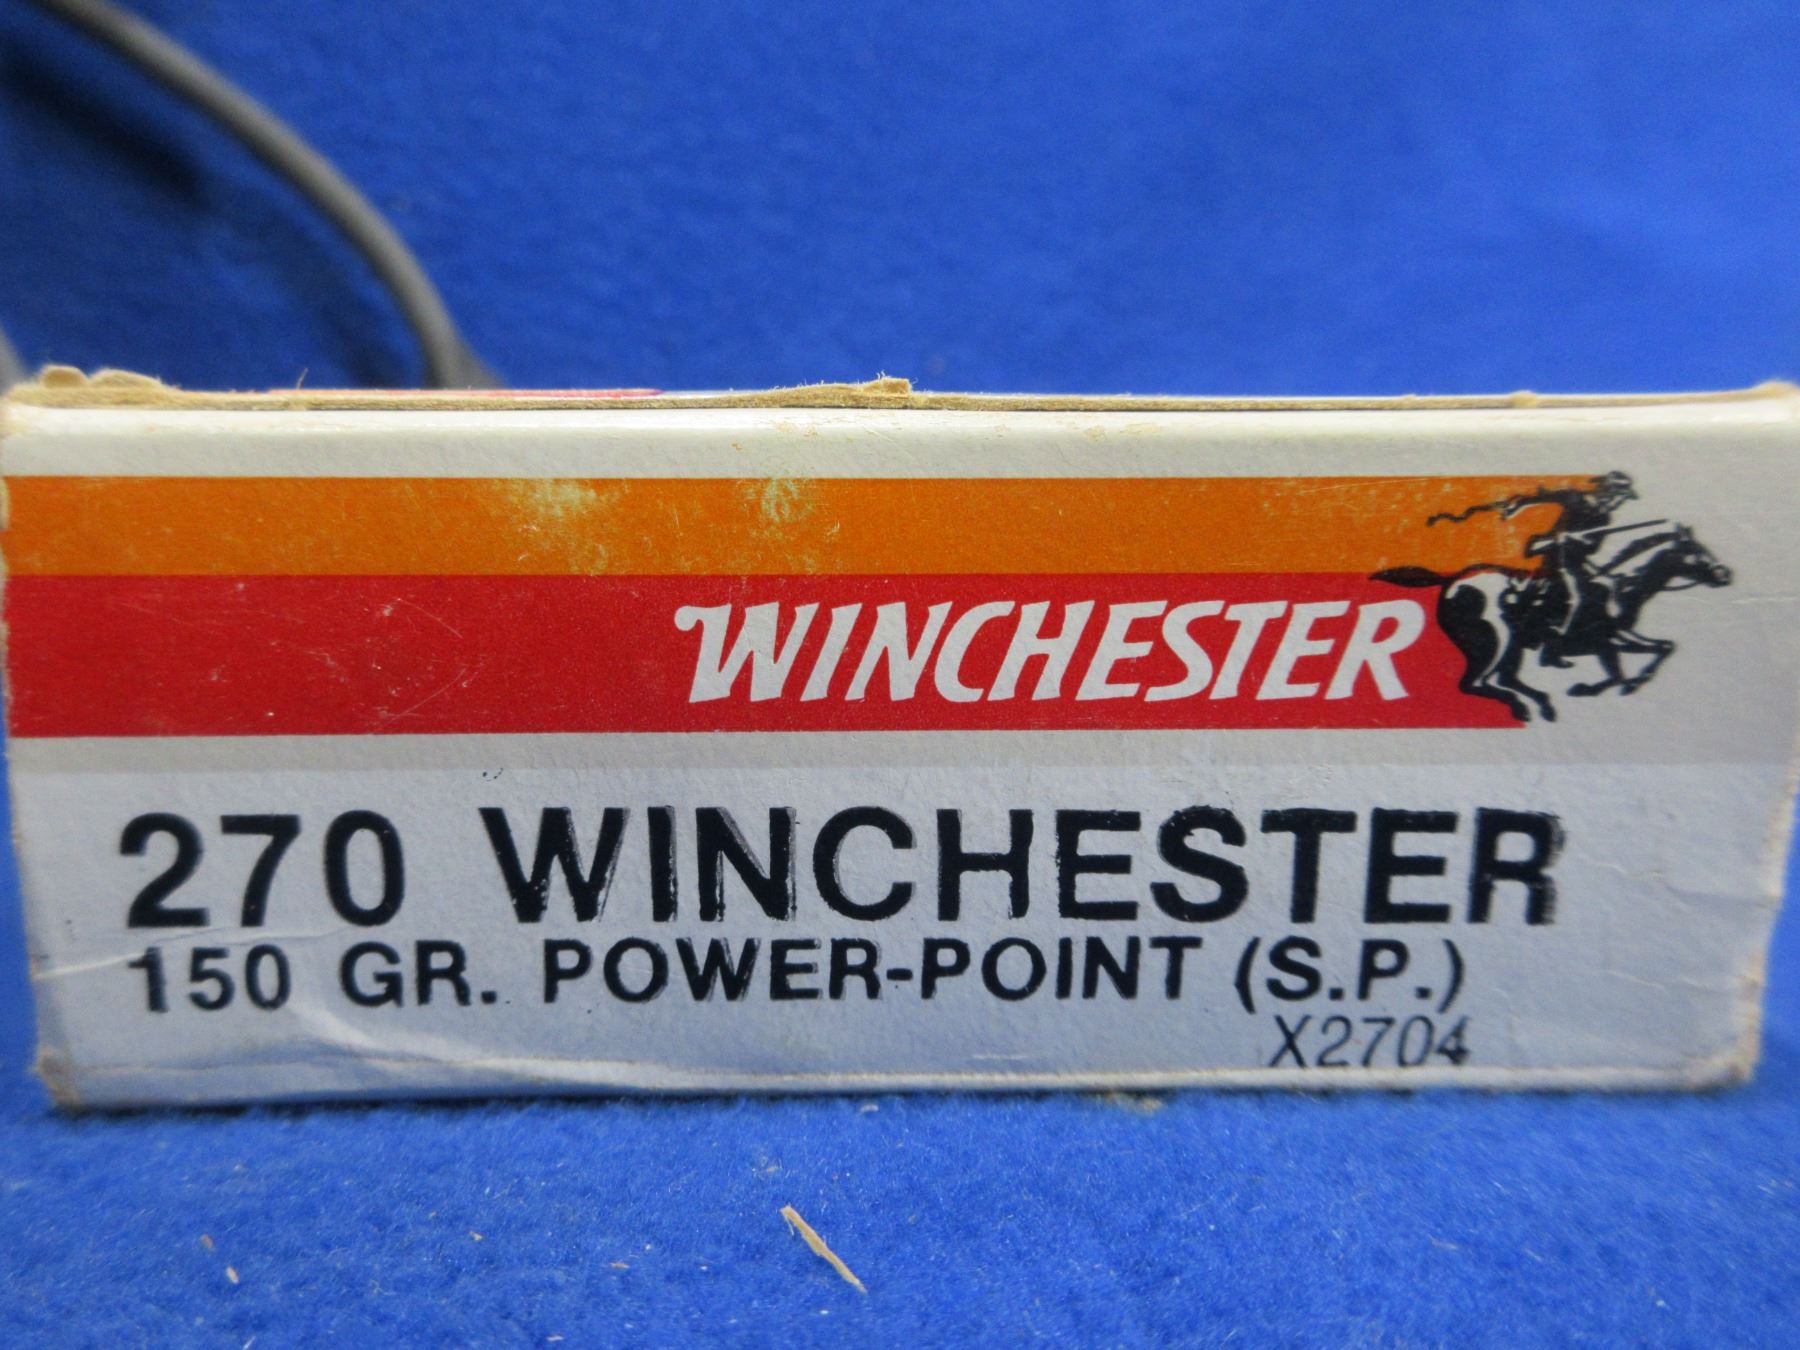 WINCHESTER
270 WINCHESTER
150 GR. POWER-POINT (S.P.)
X2704